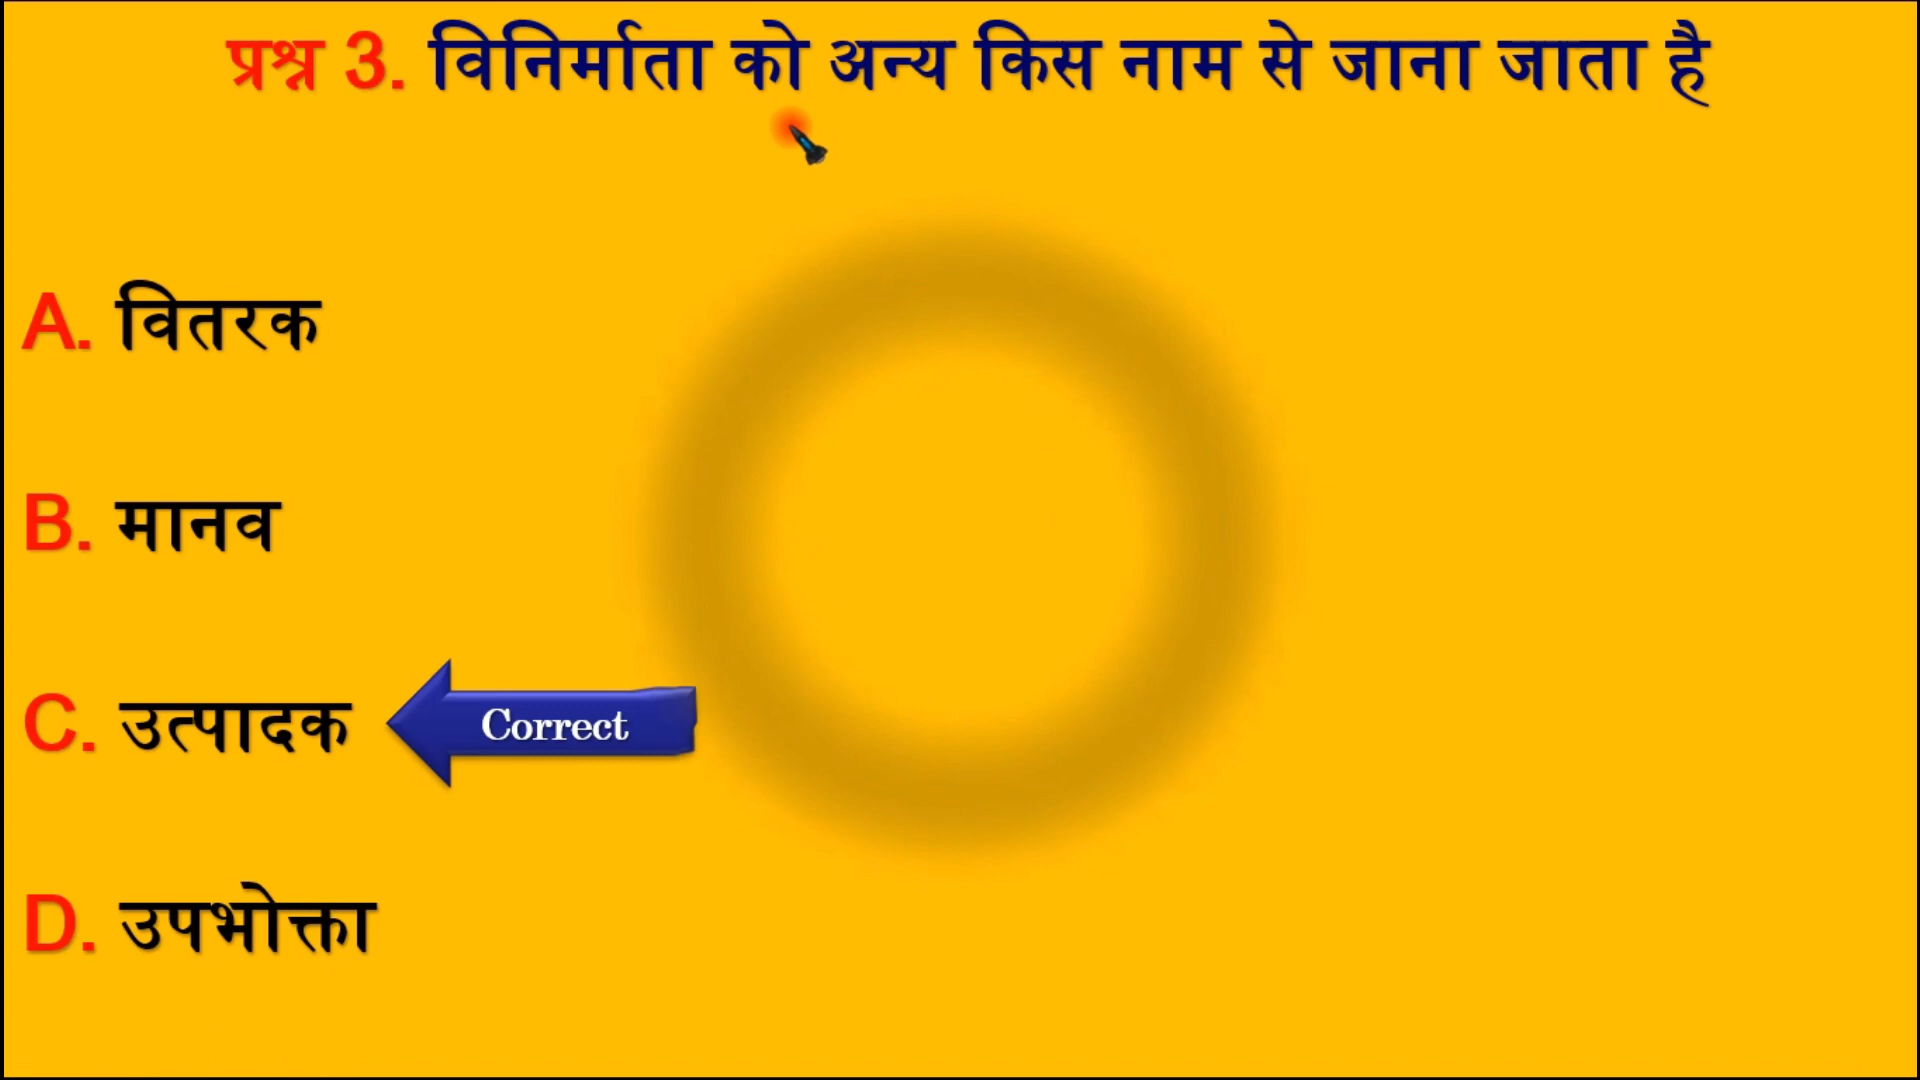 प्रश्न 3. विनिर्माता को अन्य किस नाम से जाना जाता है
A. वितरक
B. मानव
C. उत्पादक
Correct
D. उपभोक्ता